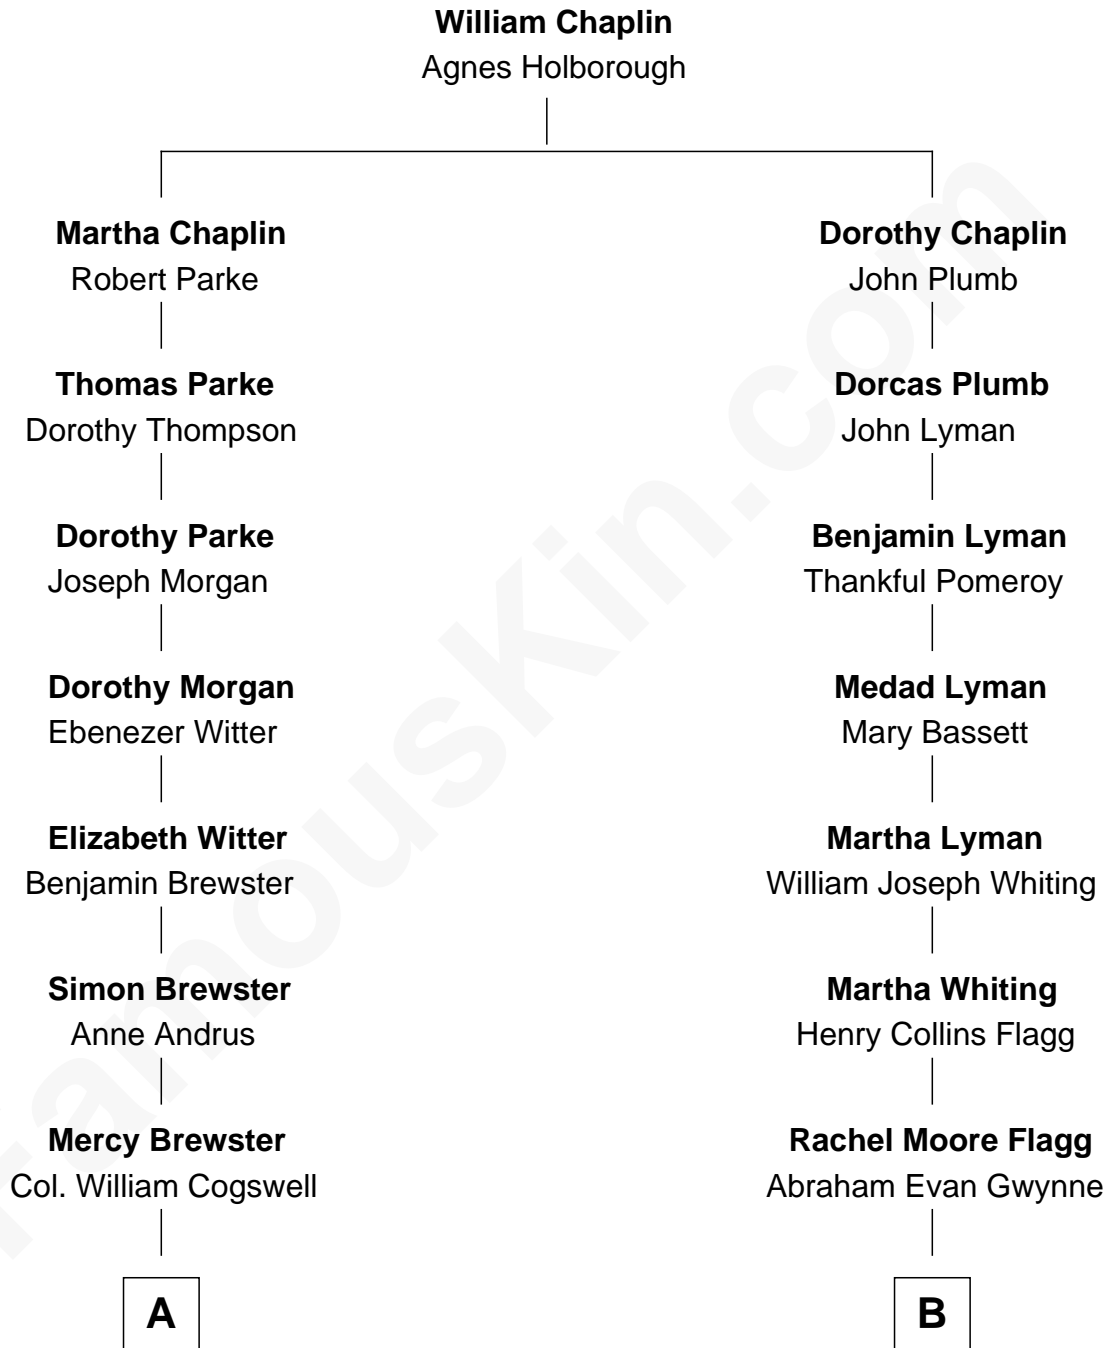 William Chaplin
Agnes Holborough
Martha Chaplin
Robert Parke
Dorothy Chaplin
John Plumb
Thomas Parke
Dorothy Thompson
Dorcas Plumb
John Lyman
Dorothy Parke
Joseph Morgan
Benjamin Lyman
Thankful Pomeroy
Dorothy Morgan
Ebenezer Witter
Medad Lyman
Mary Bassett
Elizabeth Witter
Benjamin Brewster
Martha Lyman
William Joseph Whiting
Simon Brewster
Anne Andrus
Martha Whiting
Henry Collins Flagg
Mercy Brewster
Col. William Cogswell
Rachel Moore Flagg
Abraham Evan Gwynne
A
B
FamousKin.com